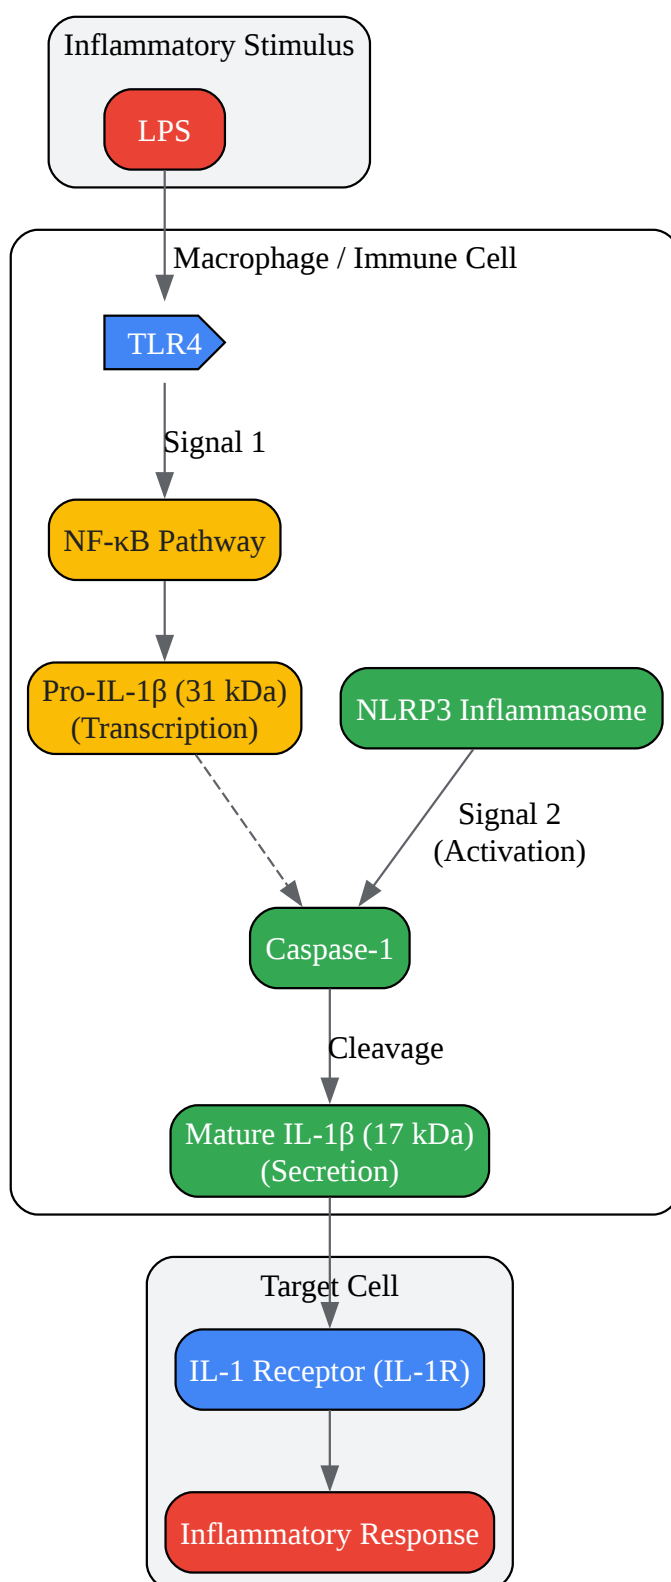 Inflammatory Stimulus
LPS
Macrophage / Immune Cell
TLR4
Signal 1
NF-κB Pathway
Pro-IL-1β (31 kDa)
(Transcription)
NLRP3 Inflammasome
Signal 2
(Activation)
Caspase-1
Cleavage
Mature IL-1β (17 kDa)
(Secretion)
Target Cell
IL-1 Receptor (IL-1R)
Inflammatory Response